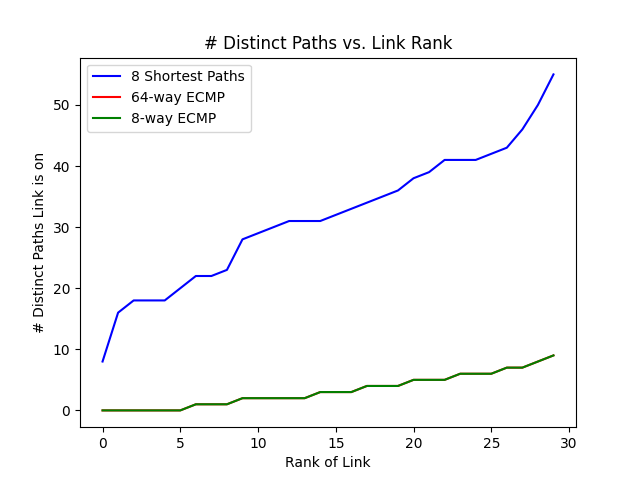 # Distinct Paths vs. Link Rank
8 Shortest Paths
64-way ECMP
8-way ECMP
# Distinct Paths Link is on
50
40
30
20
10
0
0 5 10 15 20 25 30
Rank of Link